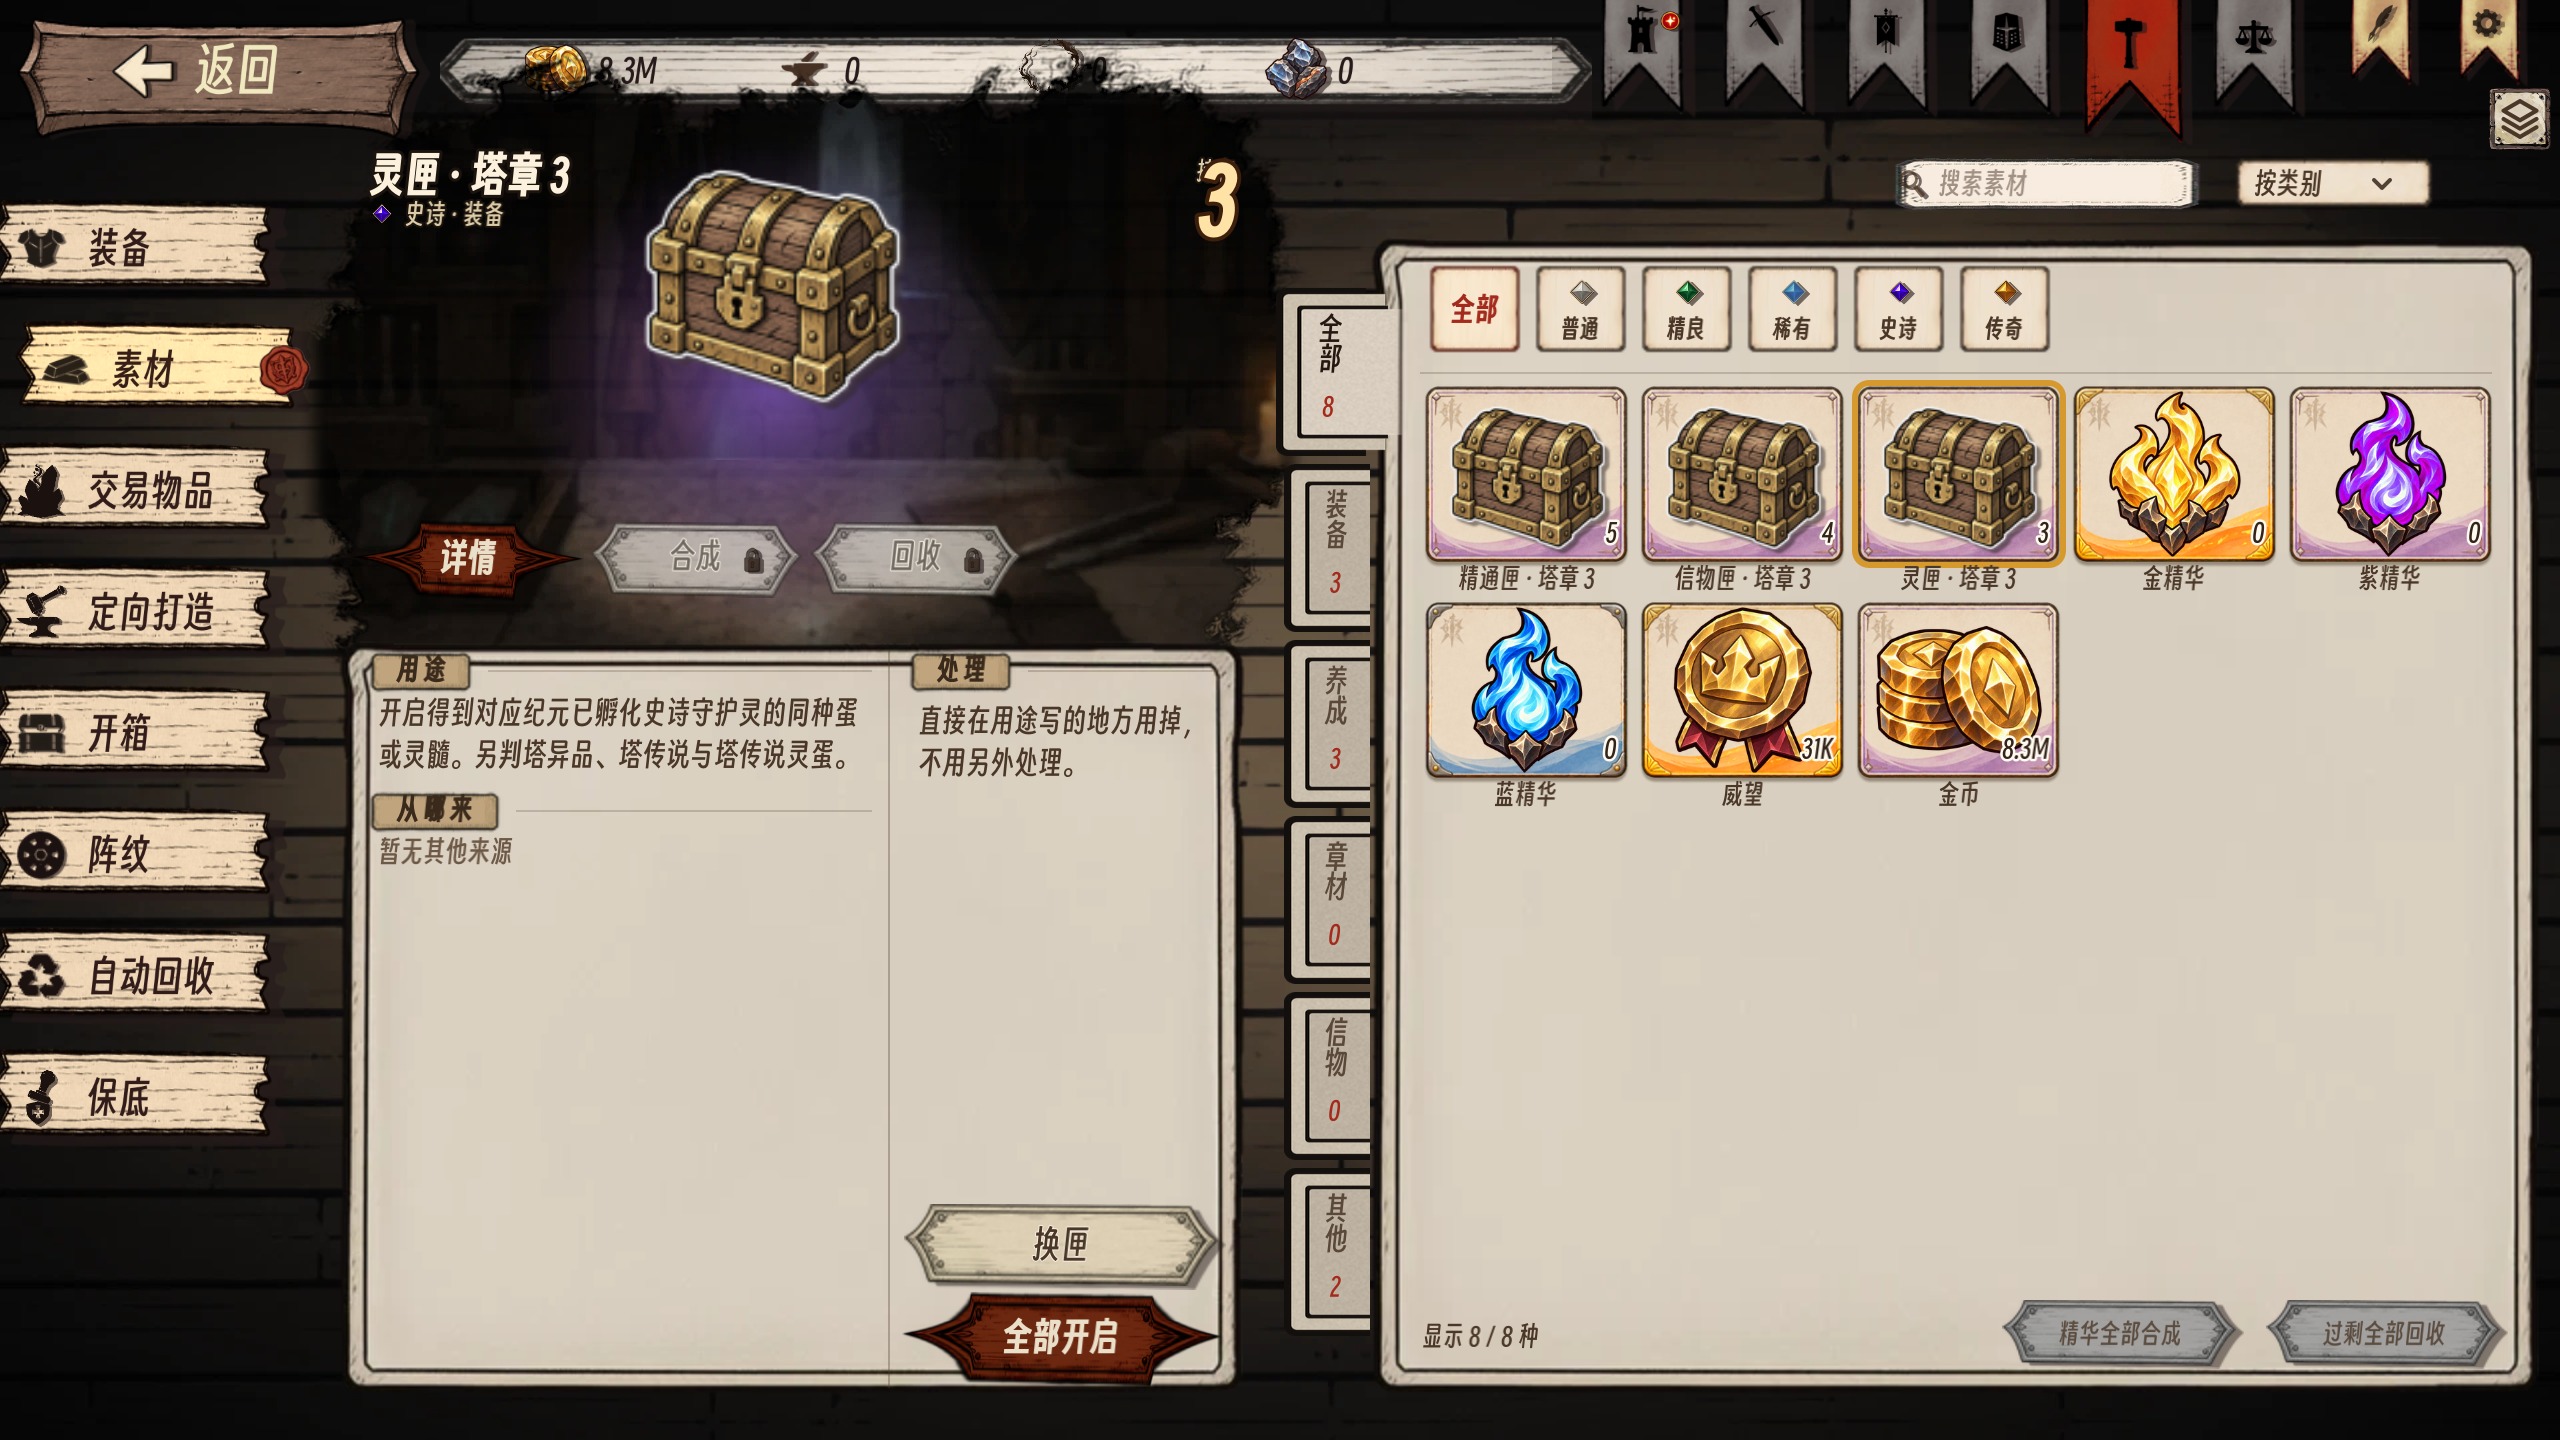 返回
8.3M
0
0
0
灵匣·塔章 3
史诗·装备
3
搜索素材
按类别
装备
素材
交易物品
定向打造
开箱
阵纹
自动回收
保底
详情
合成
回收
用途
开启得到对应纪元已孵化史诗守护灵的同种蛋
或灵髓。另判塔异品、塔传说与塔传说灵蛋。
从哪来
暂无其他来源
处理
直接在用途写的地方用掉，
不用另外处理。
换匣
全部开启
全部
8
装备
3
养成
3
章材
0
信物
0
其他
2
全部
普通
精良
稀有
史诗
传奇
5
4
3
0
0
精通匣·塔章 3
信物匣·塔章 3
灵匣·塔章 3
金精华
紫精华
0
31K
8.3M
蓝精华
威望
金币
显示 8 / 8 种
精华全部合成
过剩全部回收